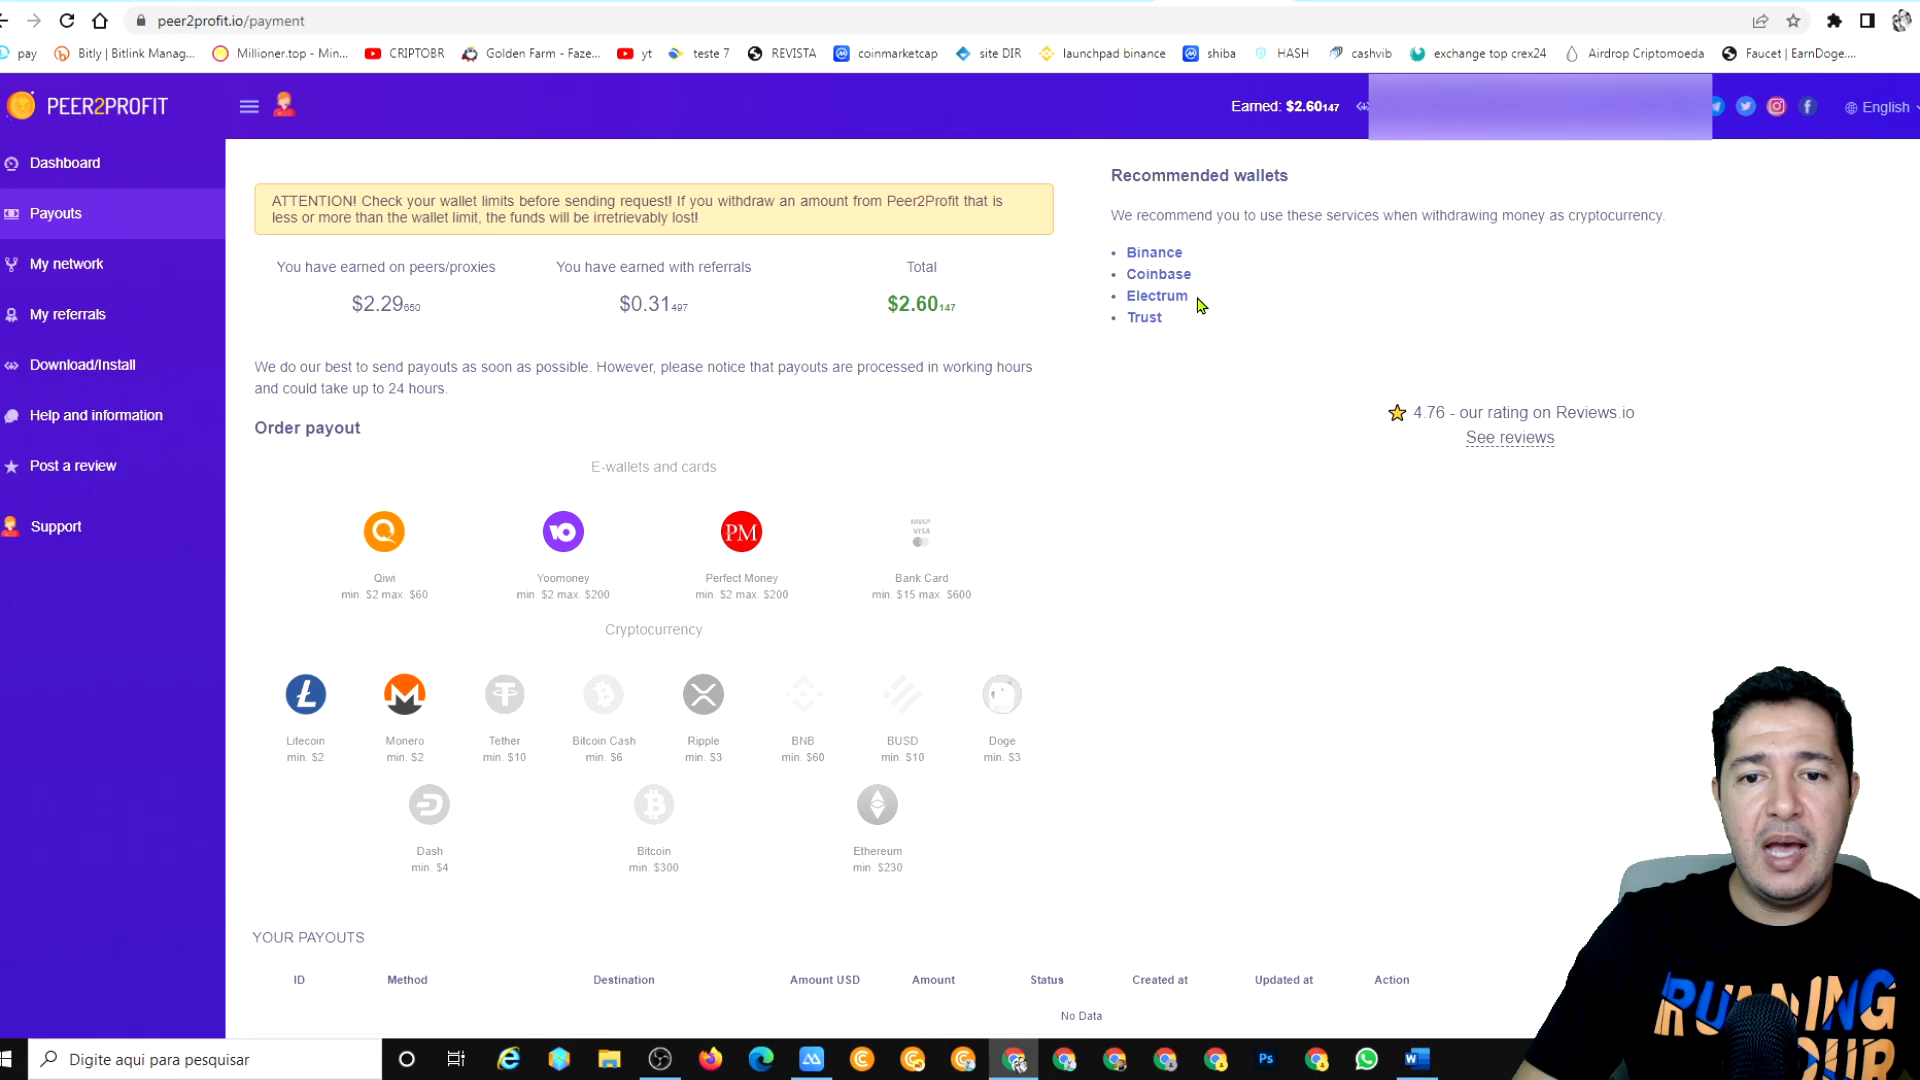 peer2profit.io/payment
pay
Bitly | Bitlink Manag...
Millioner.top - Min...
CRIPTOBR
Golden Farm - Faze...
yt
teste 7
REVISTA
coinmarketcap
site DIR
launchpad binance
shiba
HASH
cashvib
exchange top crex24
Airdrop Criptomoeda
Faucet | EarnDoge....
PEER2PROFIT
Earned: $2.60147
English
Dashboard
Payouts
My network
My referrals
Download/Install
Help and information
Post a review
Support
ATTENTION! Check your wallet limits before sending request! If you withdraw an amount from Peer2Profit that is
less or more than the wallet limit, the funds will be irretrievably lost!
You have earned on peers/proxies
You have earned with referrals
Total
$2.29650
$0.31497
$2.60147
We do our best to send payouts as soon as possible. However, please notice that payouts are processed in working hours
and could take up to 24 hours.
Order payout
E-wallets and cards
PM
МИР
VISA
Qiwi
min. $2 max. $60
Yoomoney
min. $2 max. $200
Perfect Money
min. $2 max. $200
Bank Card
min. $15 max. $600
Cryptocurrency
Litecoin
min. $2
Monero
min. $2
Tether
min. $10
Bitcoin Cash
min. $6
Ripple
min. $3
BNB
min. $60
BUSD
min. $10
Doge
min. $3
Dash
min. $4
Bitcoin
min. $300
Ethereum
min. $230
Recommended wallets
We recommend you to use these services when withdrawing money as cryptocurrency.
• Binance
• Coinbase
• Electrum
• Trust
4.76 - our rating on Reviews.io
See reviews
YOUR PAYOUTS
ID Method Destination Amount USD Amount Status Created at Updated at Action
No Data
RUNNING
Digite aqui para pesquisar
Ps